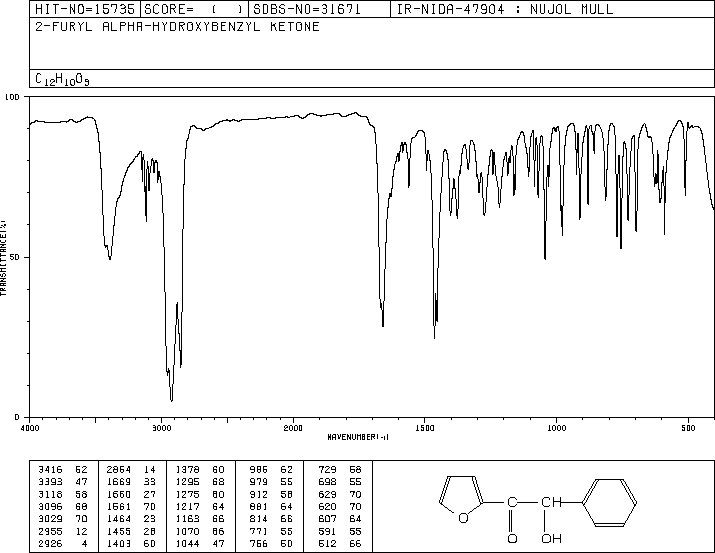 HIT-NO=15735 SCORE= ( ) SDBS-NO=31671 IR-NIDA-47904 : NUJOL MULL
2-FURYL ALPHA-HYDROXYBENZYL KETONE
C12H10O3
100
50
0
TRANSMITTANCE(%)
4000 3000 2000 1500 1000 500
WAVENUMBER(-1)
3416 52 2854 14 1378 60 986 62 729 58
3393 47 1669 33 1295 68 979 55 698 55
3118 58 1660 27 1275 60 912 58 629 70
3096 68 1561 70 1217 64 881 64 620 70
3029 70 1464 23 1163 66 814 66 607 64
2955 12 1455 28 1070 66 771 55 591 55
2926 4 1403 60 1044 47 756 50 512 66
O C CH
O OH